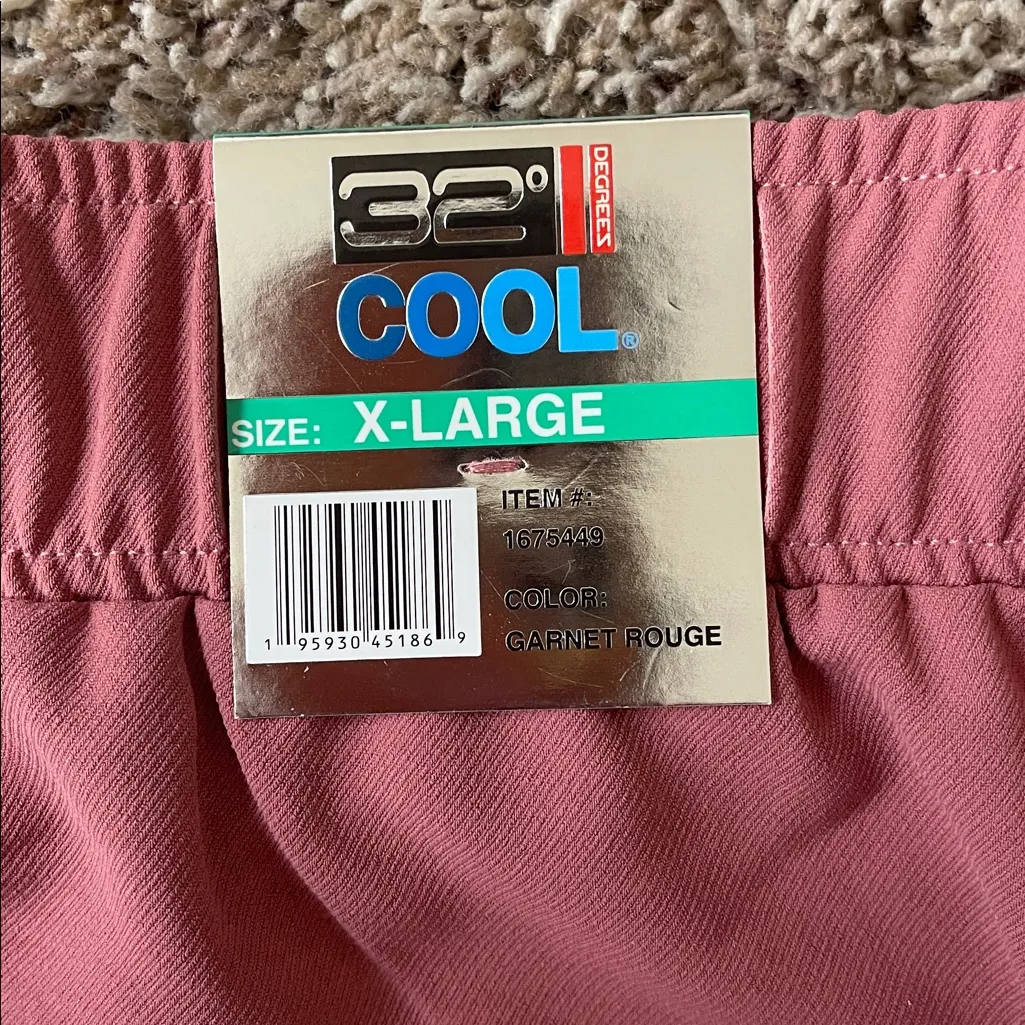 32°
DEGREES
COOL®
SIZE: X-LARGE
ITEM #:
1675449
COLOR:
GARNET ROUGE
1 95930 45186 9